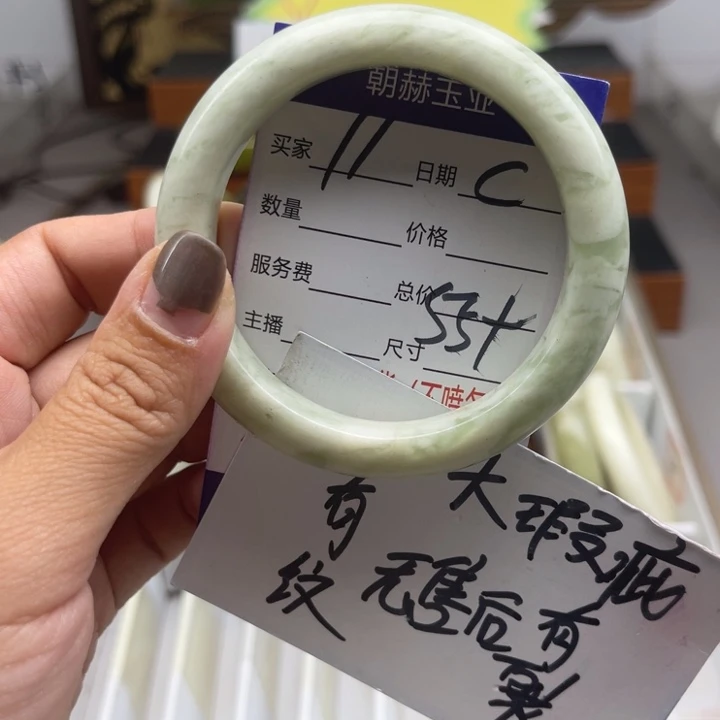 朝赫玉业
买家 11 日期 C
数量 价格
服务费 总价
主播 尺寸 55+
大瑕疵
有纹
无售后有
裂